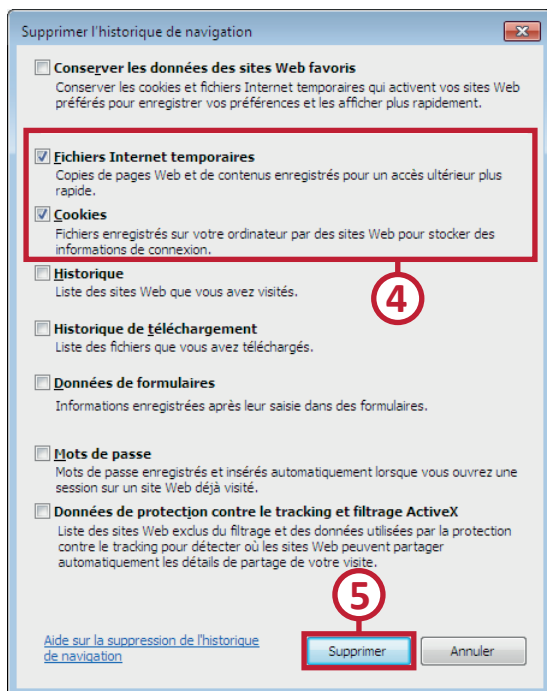 Supprimer l'historique de navigation
Conserver les données des sites Web favoris
Conserver les cookies et fichiers Internet temporaires qui activent vos sites Web
préférés pour enregistrer vos préférences et les afficher plus rapidement.
Fichiers Internet temporaires
Copies de pages Web et de contenus enregistrés pour un accès ultérieur plus
rapide.
Cookies
Fichiers enregistrés sur votre ordinateur par des sites Web pour stocker des
informations de connexion.
4
Historique
Liste des sites Web que vous avez visités.
Historique de téléchargement
Liste des fichiers que vous avez téléchargés.
Données de formulaires
Informations enregistrées après leur saisie dans des formulaires.
Mots de passe
Mots de passe enregistrés et insérés automatiquement lorsque vous ouvrez une
session sur un site Web déjà visité.
Données de protection contre le tracking et filtrage ActiveX
Liste des sites Web exclus du filtrage et des données utilisées par la protection
contre le tracking pour détecter où les sites Web peuvent partager
automatiquement les détails de partage de votre visite.
5
Aide sur la suppression de l'historique
de navigation
Supprimer
Annuler